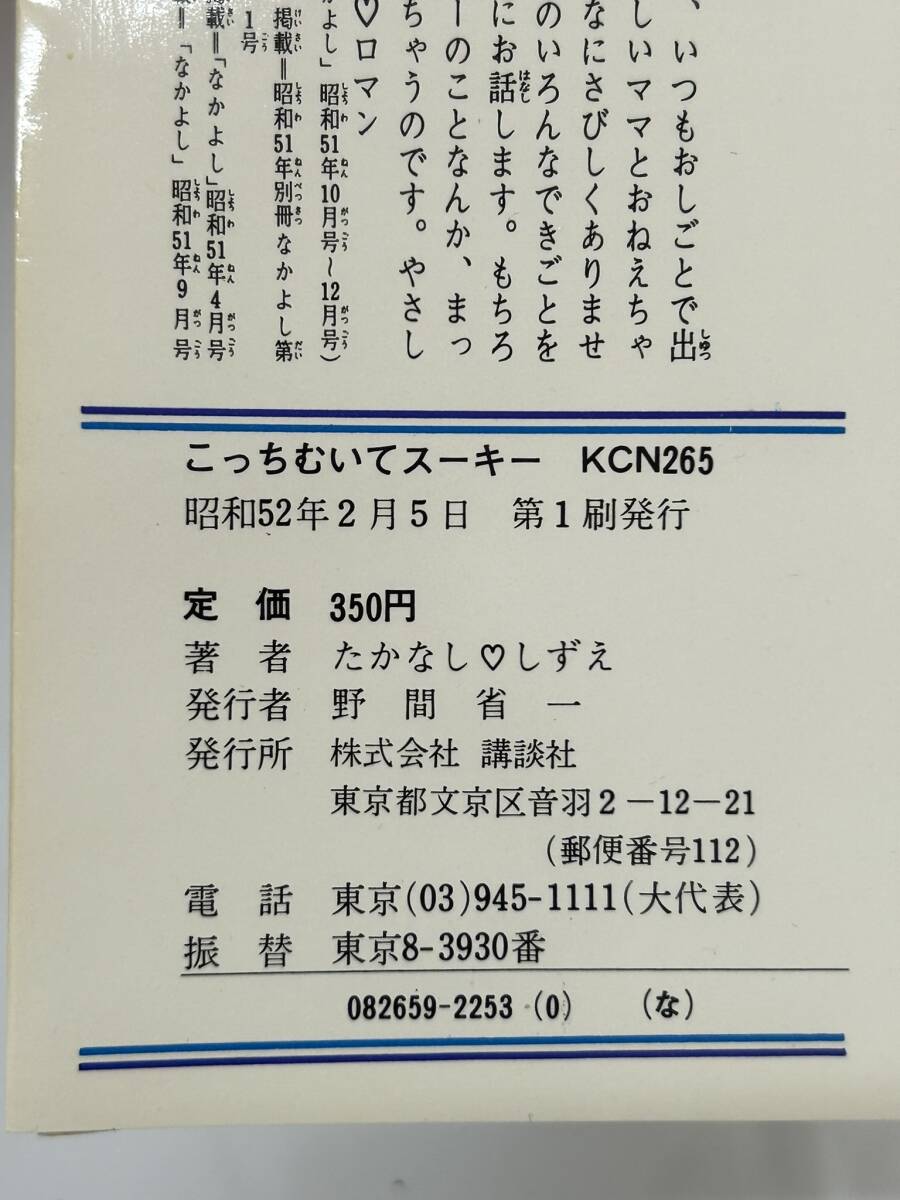 、いつもおしごとで出
しいママとおねえちゃ
なにさびしくありませ
のいろんなできごとを
にお話します。もちろ
ーのことなんか、まっ
ちゃうのです。やさし
♡ロマン
かよし」昭和51年10月号～12月号)
掲載＝昭和51年別冊なかよし第
1号
掲載＝「なかよし」昭和51年4月号
載＝「なかよし」昭和51年9月号
こっちむいてスーキー KCN265
昭和52年2月5日 第1刷発行
定 価 350円
著 者 たかなし♡しずえ
発行者 野間省一
発行所 株式会社 講談社
東京都文京区音羽2-12-21
(郵便番号112)
電 話 東京(03)945-1111(大代表)
振 替 東京8-3930番
082659-2253 (0) (な)